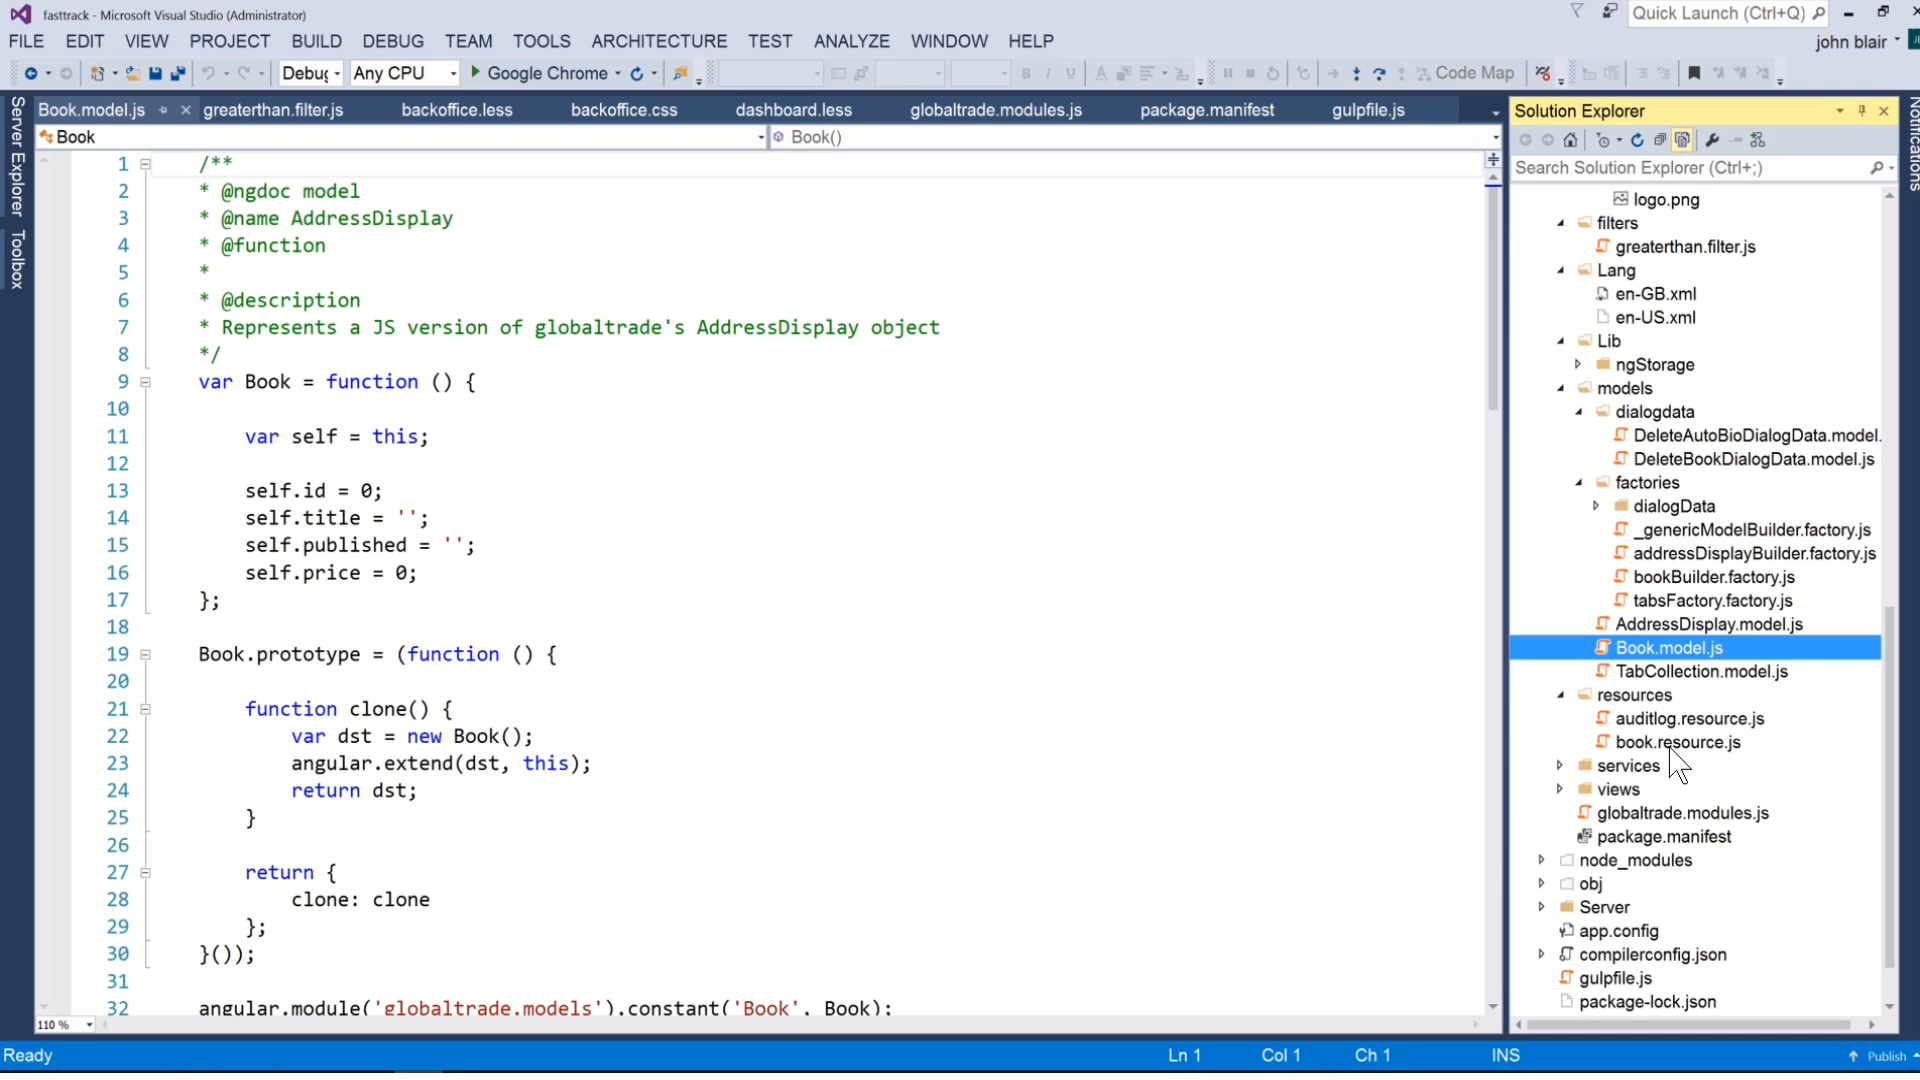 fasttrack - Microsoft Visual Studio (Administrator)
Quick Launch (Ctrl+Q)
FILE EDIT VIEW PROJECT BUILD DEBUG TEAM TOOLS ARCHITECTURE TEST ANALYZE WINDOW HELP
john blair
Debug Any CPU Google Chrome Code Map
Server Explorer
Toolbox
Book.model.js greaterthan.filter.js backoffice.less backoffice.css dashboard.less globaltrade.modules.js package.manifest gulpfile.js
Book Book()
1 /**
2 * @ngdoc model
3 * @name AddressDisplay
4 * @function
5 *
6 * @description
7 * Represents a JS version of globaltrade's AddressDisplay object
8 */
9 var Book = function () {
10
11 var self = this;
12
13 self.id = 0;
14 self.title = '';
15 self.published = '';
16 self.price = 0;
17 };
18
19 Book.prototype = (function () {
20
21 function clone() {
22 var dst = new Book();
23 angular.extend(dst, this);
24 return dst;
25 }
26
27 return {
28 clone: clone
29 };
30 }());
31
32 angular.module('globaltrade.models').constant('Book', Book);
110 %
Solution Explorer
Search Solution Explorer (Ctrl+;)
logo.png
filters
greaterthan.filter.js
Lang
en-GB.xml
en-US.xml
Lib
ngStorage
models
dialogdata
DeleteAutoBioDialogData.model.
DeleteBookDialogData.model.js
factories
dialogData
_genericModelBuilder.factory.js
addressDisplayBuilder.factory.js
bookBuilder.factory.js
tabsFactory.factory.js
AddressDisplay.model.js
Book.model.js
TabCollection.model.js
resources
auditlog.resource.js
book.resource.js
services
views
globaltrade.modules.js
package.manifest
node_modules
obj
Server
app.config
compilerconfig.json
gulpfile.js
package-lock.json
Notifications
Ready Ln 1 Col 1 Ch 1 INS Publish